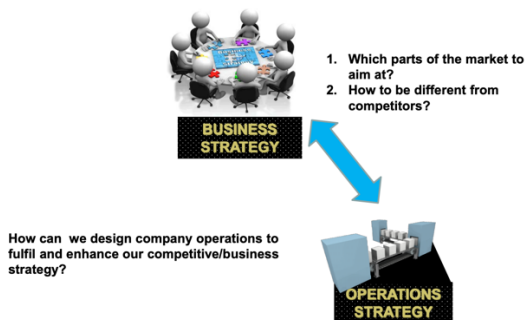 1. Which parts of the market to
aim at?
2. How to be different from
competitors?
BUSINESS
STRATEGY
How can we design company operations to
fulfil and enhance our competitive/business
strategy?
OPERATIONS
STRATEGY